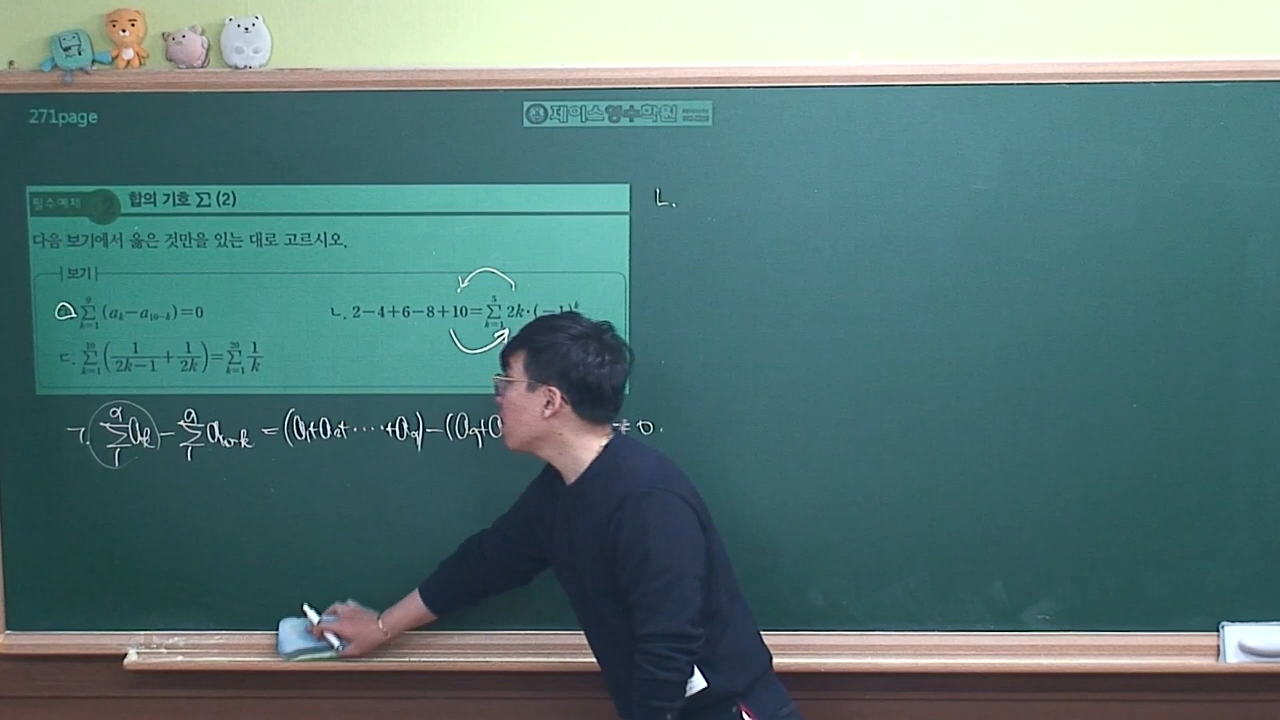 271page
제이스영수학원
필수예제 합의 기호 ∑ (2)
다음 보기에서 옳은 것만을 있는 대로 고르시오.
보기
∑_{k=1}^{9} (a_k − a_{10−k})=0
ㄴ. 2−4+6−8+10=∑_{k=1}^{5} 2k·(−1)^k
ㄷ. ∑_{k=1}^{10} (1/(2k−1) + 1/(2k))=∑_{k=1}^{20} 1/k
ㄱ. ∑_{1}^{9} a_k − ∑_{1}^{9} a_{10-k} = (a_1+a_2+ ····· +a_9) − (a_9+a = 0.
ㄴ.